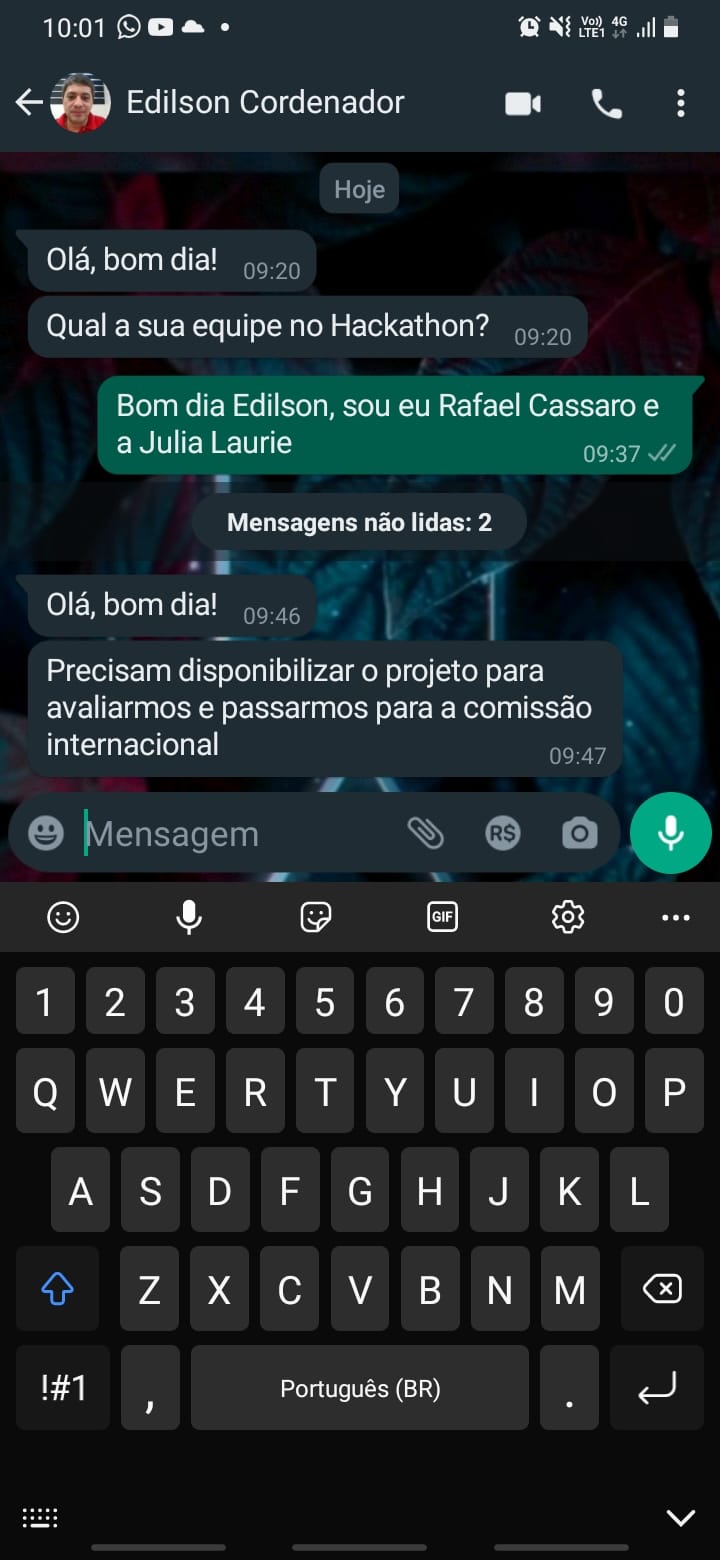 10:01
Vo)) 4G
LTE1
Edilson Cordenador
Hoje
Olá, bom dia! 09:20
Qual a sua equipe no Hackathon? 09:20
Bom dia Edilson, sou eu Rafael Cassaro e
a Julia Laurie
09:37
Mensagens não lidas: 2
Olá, bom dia! 09:46
Precisam disponibilizar o projeto para
avaliarmos e passarmos para a comissão
internacional
09:47
Mensagem R$
GIF
1 2 3 4 5 6 7 8 9 0
Q W E R T Y U I O P
A S D F G H J K L
Z X C V B N M
!#1 , Português (BR) .